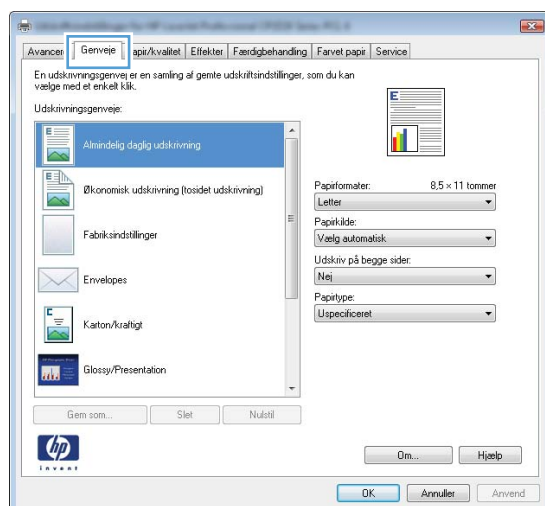 Avancer
Genveje
apir/kvalitet
Effekter
Færdigbehandling
Farvet papir
Service
En udskrivningsgenvej er en samling af gemte udskriftsindstillinger, som du kan
vælge med et enkelt klik.
Udskrivningsgenveje:
E
Almindelig daglig udskrivning
E
Økonomisk udskrivning (tosidet udskrivning)
Fabriksindstillinger
Envelopes
C
Karton/kraftigt
Glossy/Presentation
Gem som...
Slet
Nulstil
E
Papirformater:
8,5 × 11 tommer
Letter
Papirkilde:
Vælg automatisk
Udskriv på begge sider:
Nej
Papirtype:
Uspecificeret
hp
invent
Om...
Hjælp
OK
Annuller
Anvend